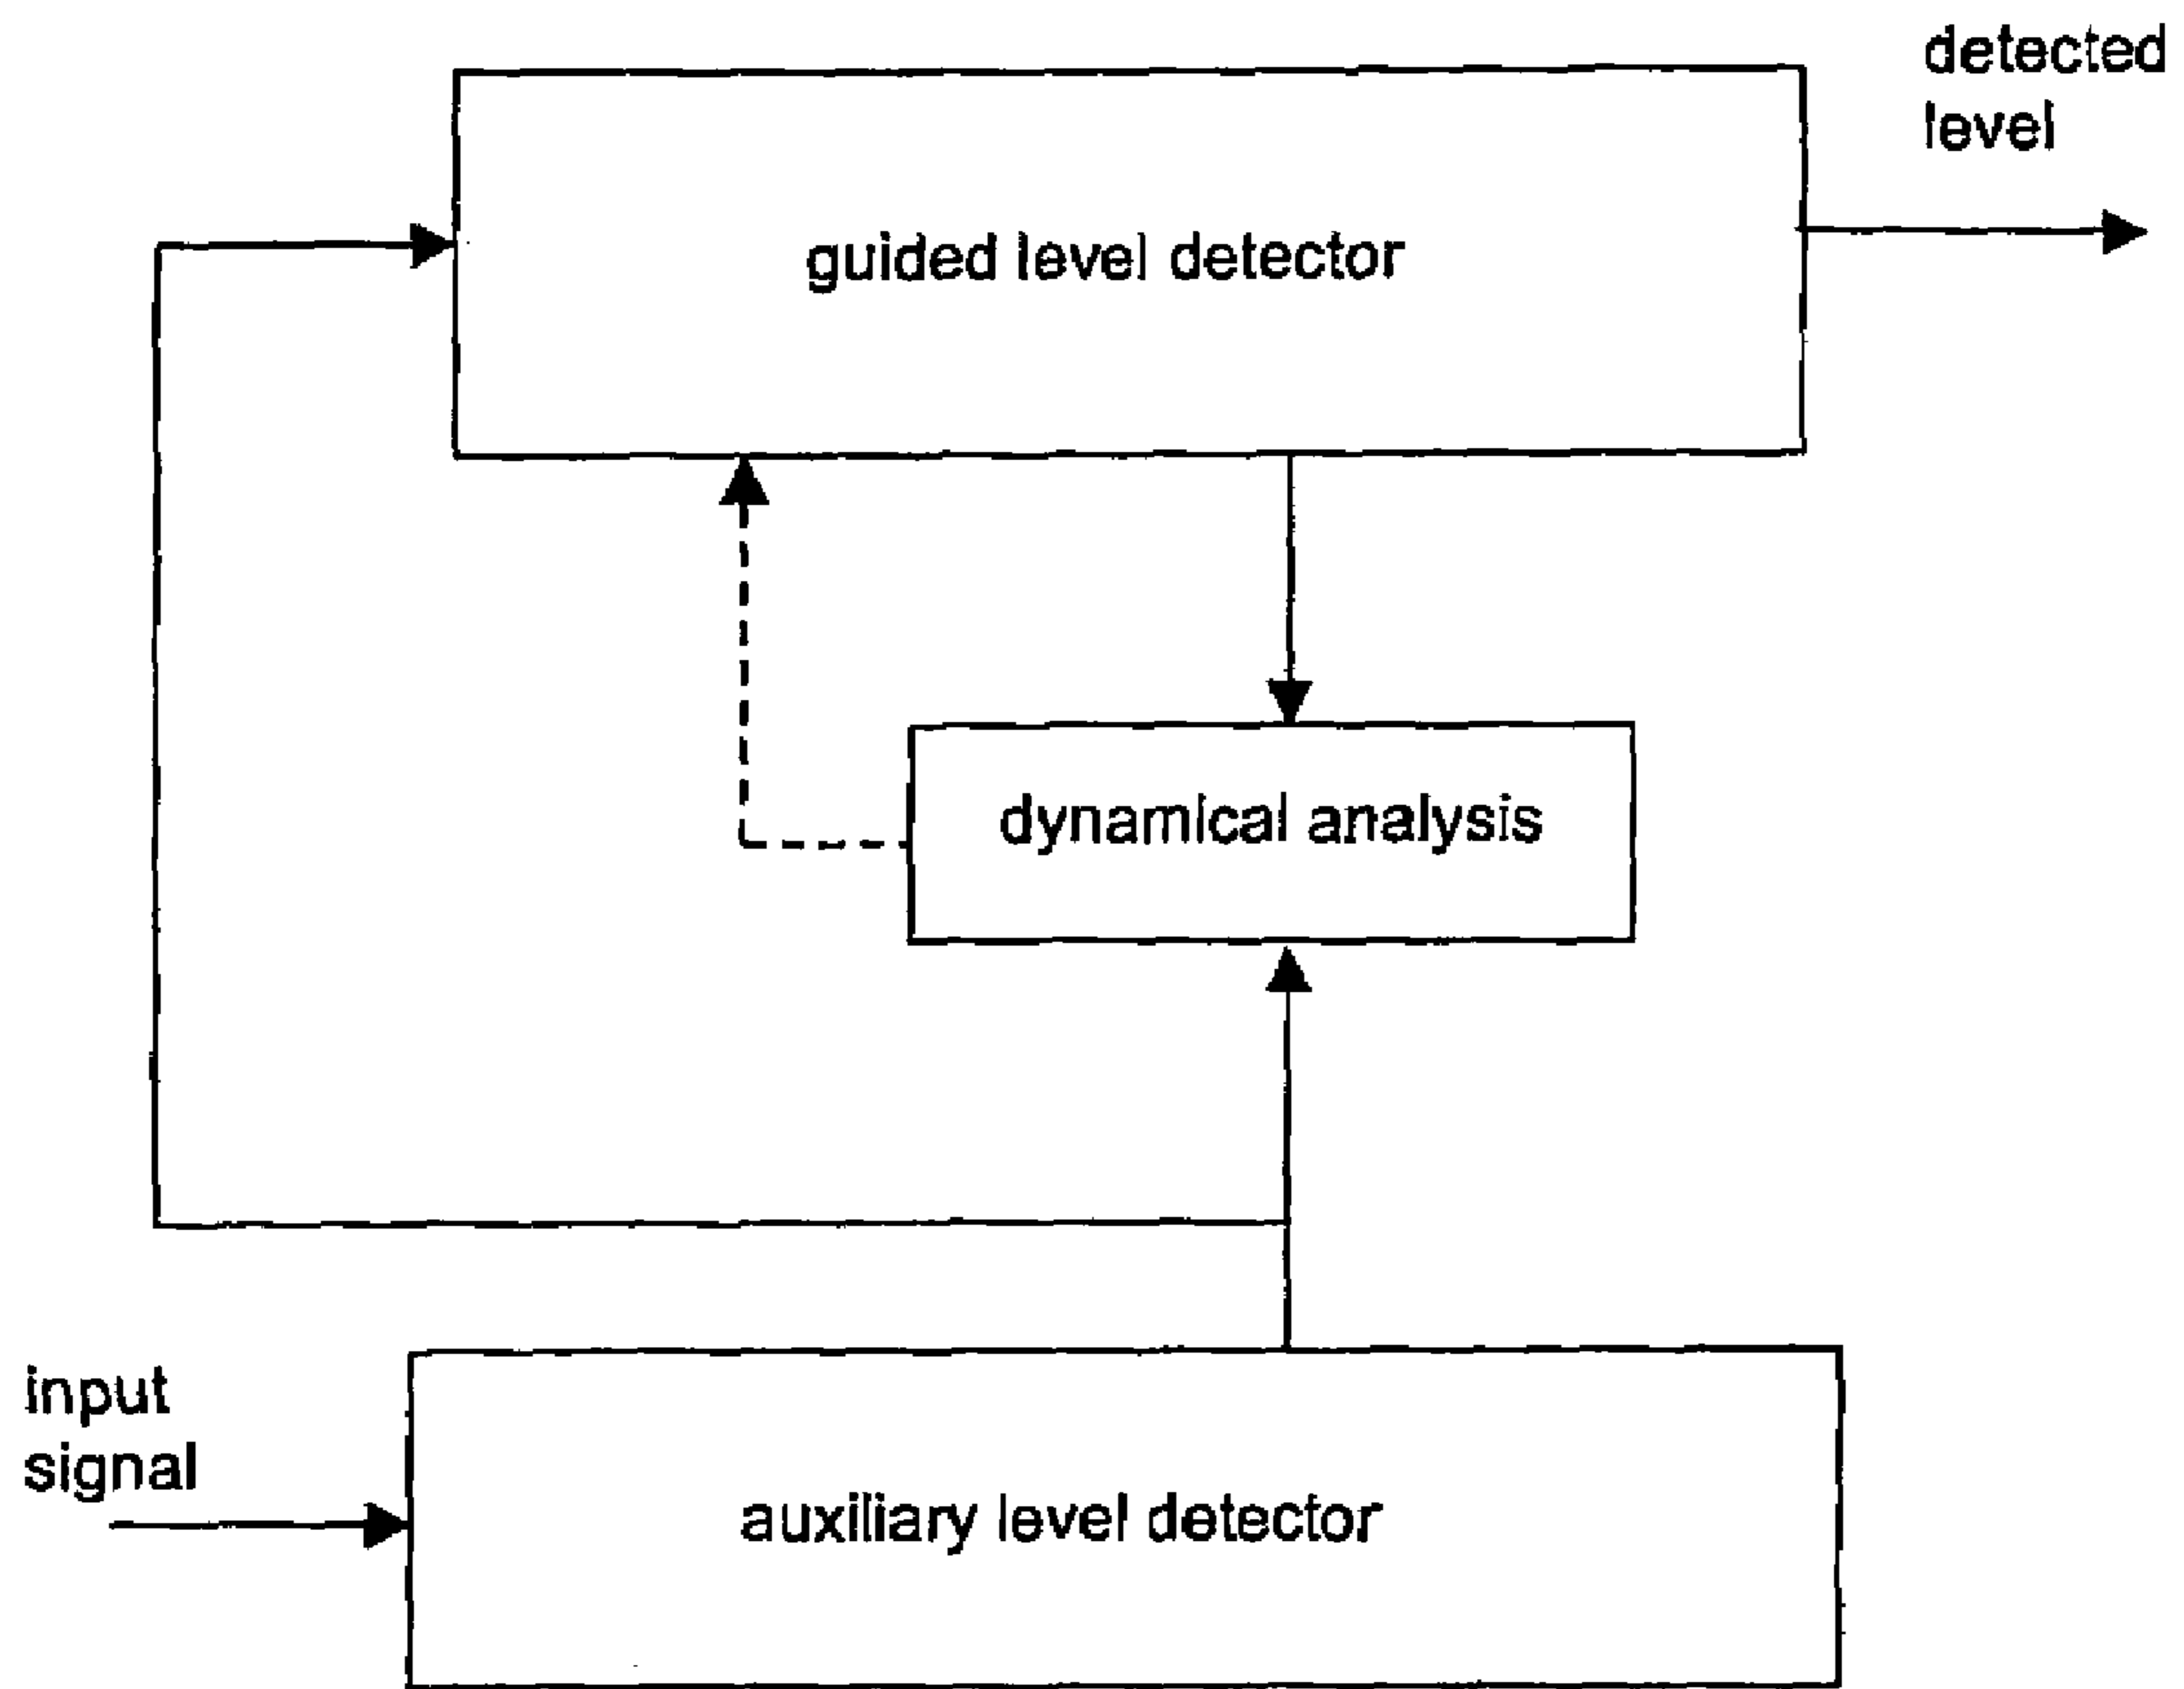 detected
level
guided level detector
dynamical analysis
input
signal
auxiliary level detector